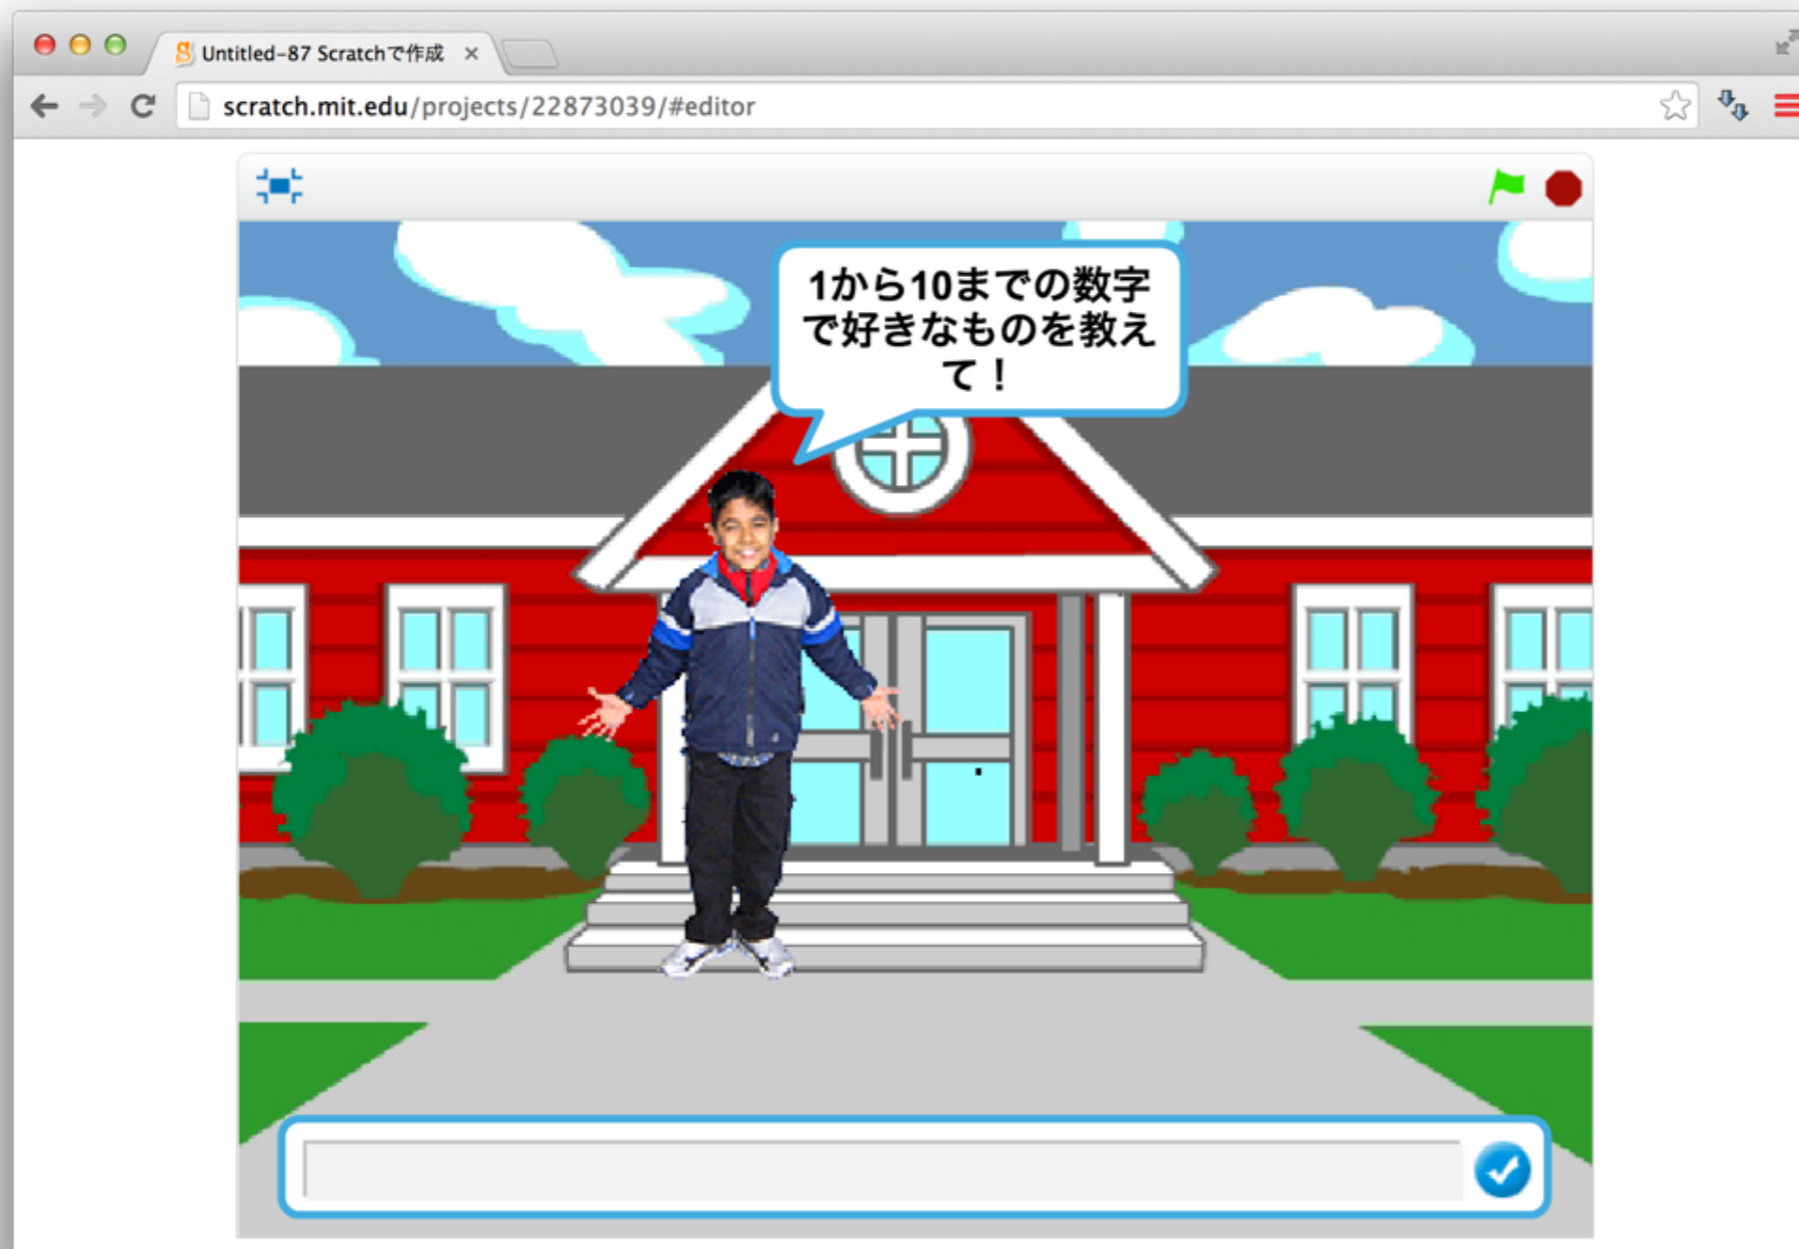 Untitled-87 Scratchで作成
scratch.mit.edu/projects/22873039/#editor
1から10までの数字
で好きなものを教え
て！